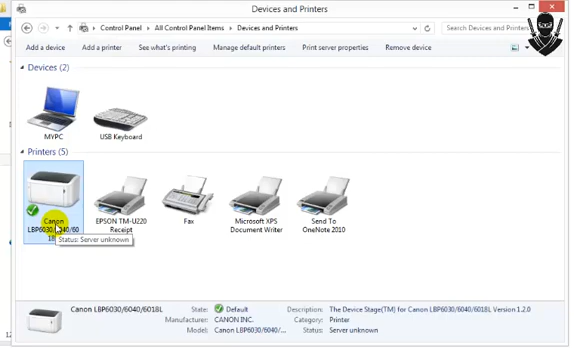 Devices and Printers
Control Panel
All Control Panel Items
Devices and Printers
Search Devices and Printers
Add a device
Add a printer
See what's printing
Manage default printers
Print server properties
Remove device
Devices (2)
MYPC
USB Keyboard
Printers (5)
Canon
LBP6030/6040/60
18L
EPSON TM-U220
Receipt
Fax
Microsoft XPS
Document Writer
Send To
OneNote 2010
Status: Server unknown
Canon LBP6030/6040/6018L
State:
Default
Description:
The Device Stage(TM) for Canon LBP6030/6040/6018L Version 1.2.0
Manufacturer:
CANON INC.
Category:
Printer
Model:
Canon LBP6030/6040/...
Status:
Server unknown